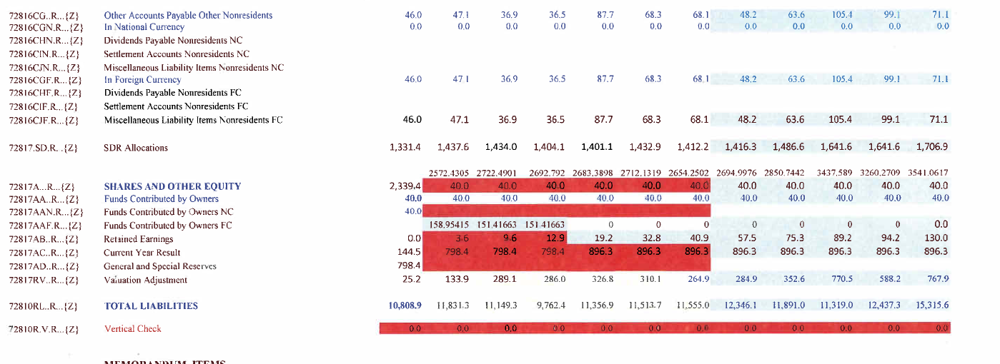 72816CG..R...{Z} Other Accounts Payable Other Nonresidents 46.0 47.1 36.9 36.5 87.7 68.3 68.1 48.2 63.6 105.4 99.1 71.1
72816CGN.R...{Z} In National Currency 0.0 0.0 0.0 0.0 0.0 0.0 0.0 0.0 0.0 0.0 0.0 0.0
72816CHN.R...{Z} Dividends Payable Nonresidents NC
72816CIN.R...{Z} Settlement Accounts Nonresidents NC
72816CJN.R...{Z} Miscellaneous Liability Items Nonresidents NC
72816CGF.R...{Z} In Foreign Currency 46.0 47.1 36.9 36.5 87.7 68.3 68.1 48.2 63.6 105.4 99.1 71.1
72816CHF.R...{Z} Dividends Payable Nonresidents FC
72816CIF.R...{Z} Settlement Accounts Nonresidents FC
72816CJF.R...{Z} Miscellaneous Liability Items Nonresidents FC 46.0 47.1 36.9 36.5 87.7 68.3 68.1 48.2 63.6 105.4 99.1 71.1
72817.SD.R...{Z} SDR Allocations 1,331.4 1,437.6 1,434.0 1,404.1 1,401.1 1,432.9 1,412.2 1,416.3 1,486.6 1,641.6 1,641.6 1,706.9
2572.4305 2722.4901 2692.792 2683.3898 2712.1319 2654.2502 2694.9976 2850.7442 3437.589 3260.2709 3541.0617
72817A...R...{Z} SHARES AND OTHER EQUITY 2,339.4 40.0 40.0 40.0 40.0 40.0 40.0 40.0 40.0 40.0 40.0 40.0
72817AA..R...{Z} Funds Contributed by Owners 40.0 40.0 40.0 40.0 40.0 40.0 40.0 40.0 40.0 40.0 40.0 40.0
72817AAN.R...{Z} Funds Contributed by Owners NC 40.0
72817AAF.R...{Z} Funds Contributed by Owners FC 158.95415 151.41663 151.41663 0 0 0 0 0 0 0 0.0
72817AB..R...{Z} Retained Earnings 0.0 3.6 9.6 12.9 19.2 32.8 40.9 57.5 75.3 89.2 94.2 130.0
72817AC..R...{Z} Current Year Result 144.5 798.4 798.4 798.4 896.3 896.3 896.3 896.3 896.3 896.3 896.3 896.3
72817AD..R...{Z} General and Special Reserves 798.4
72817RV..R...{Z} Valuation Adjustment 25.2 133.9 289.1 286.0 326.8 310.1 264.9 284.9 352.6 770.5 588.2 767.9
72810RL..R...{Z} TOTAL LIABILITIES 10,808.9 11,831.3 11,149.3 9,762.4 11,356.9 11,513.7 11,555.0 12,346.1 11,891.0 11,319.0 12,437.3 15,315.6
72810R.V.R...{Z} Vertical Check 0.0 0.0 0.0 0.0 0.0 0.0 0.0 0.0 0.0 0.0 0.0 0.0
MEMORANDUM ITEMS